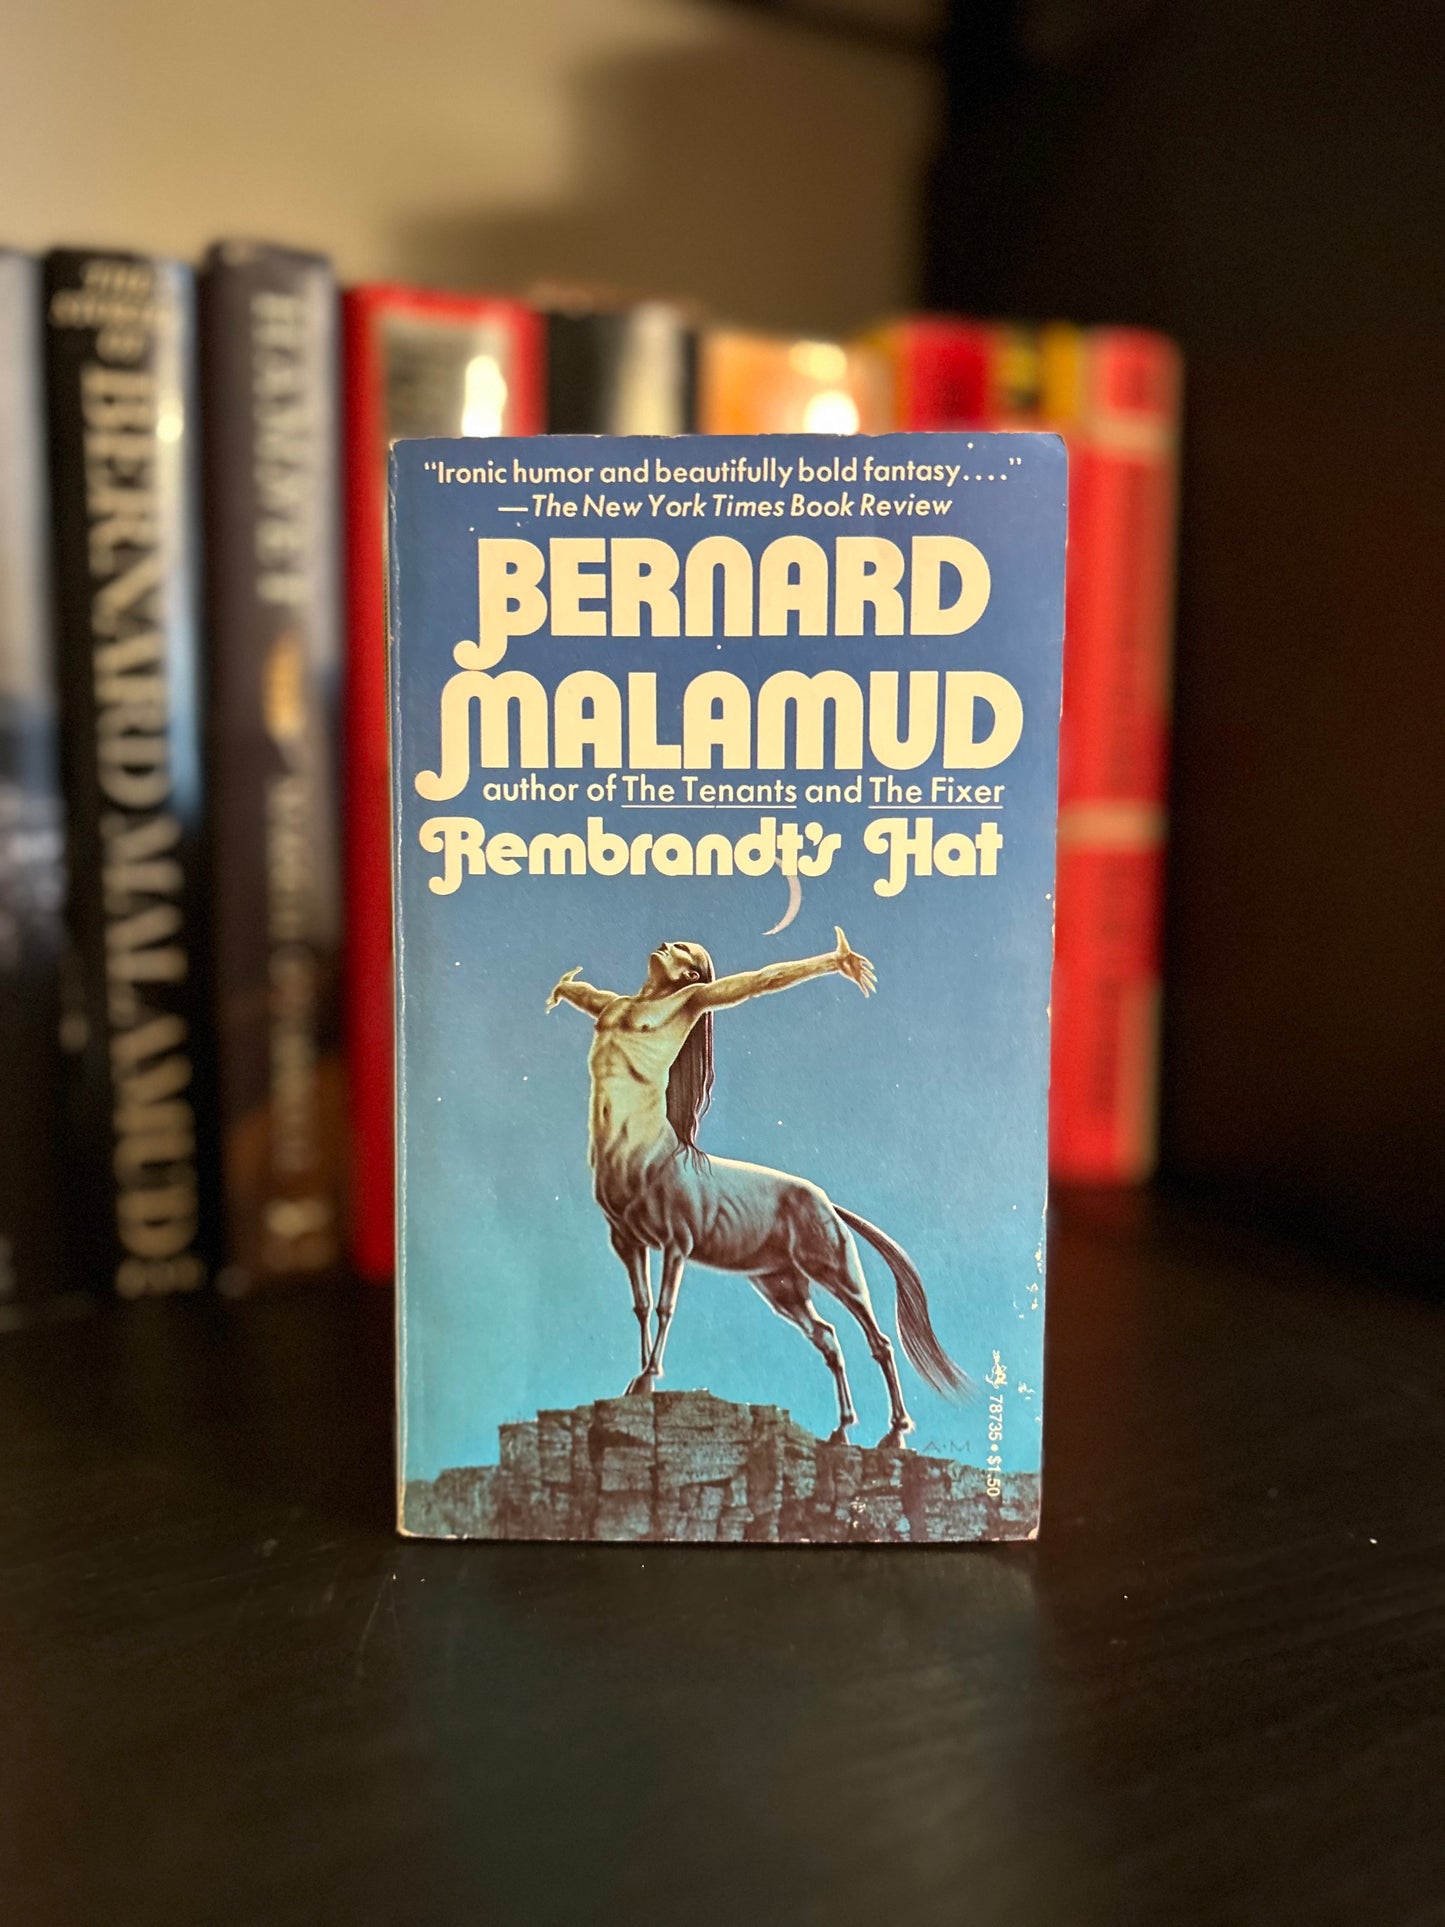 “Ironic humor and beautifully bold fantasy....”
—The New York Times Book Review
BERNARD
MALAMUD
author of The Tenants and The Fixer
Rembrandt's Hat
A·M
78735 • $1.50
BERNARD MALAMUD
HAMNET